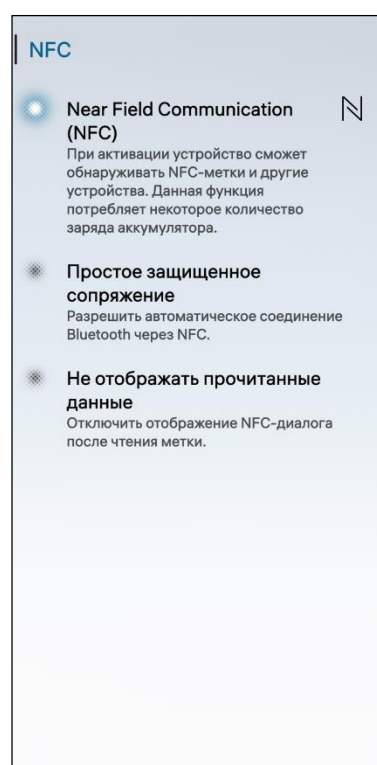 NFC
Near Field Communication
(NFC)
При активации устройство сможет
обнаруживать NFC-метки и другие
устройства. Данная функция
потребляет некоторое количество
заряда аккумулятора.
Простое защищенное
сопряжение
Разрешить автоматическое соединение
Bluetooth через NFC.
Не отображать прочитанные
данные
Отключить отображение NFC-диалога
после чтения метки.